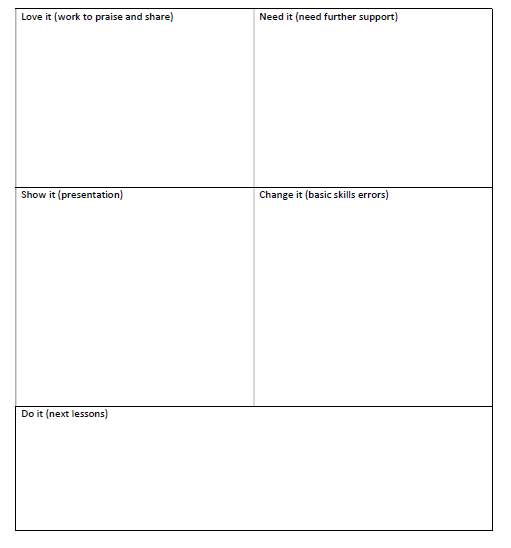 Love it (work to praise and share)
Need it (need further support)
Show it (presentation)
Change it (basic skills errors)
Do it (next lessons)